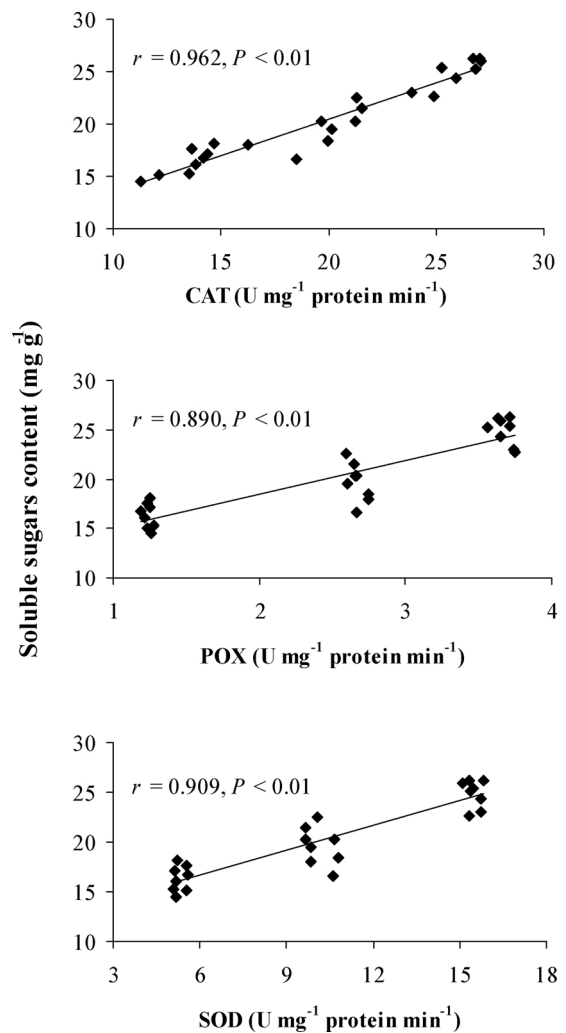 Soluble sugars content (mg g⁻¹)
30
25
20
15
10
r = 0.962, P < 0.01
10 15 20 25 30
CAT (U mg⁻¹ protein min⁻¹)
30
25
20
15
10
r = 0.890, P < 0.01
1 2 3 4
POX (U mg⁻¹ protein min⁻¹)
30
25
20
15
10
r = 0.909, P < 0.01
3 6 9 12 15 18
SOD (U mg⁻¹ protein min⁻¹)